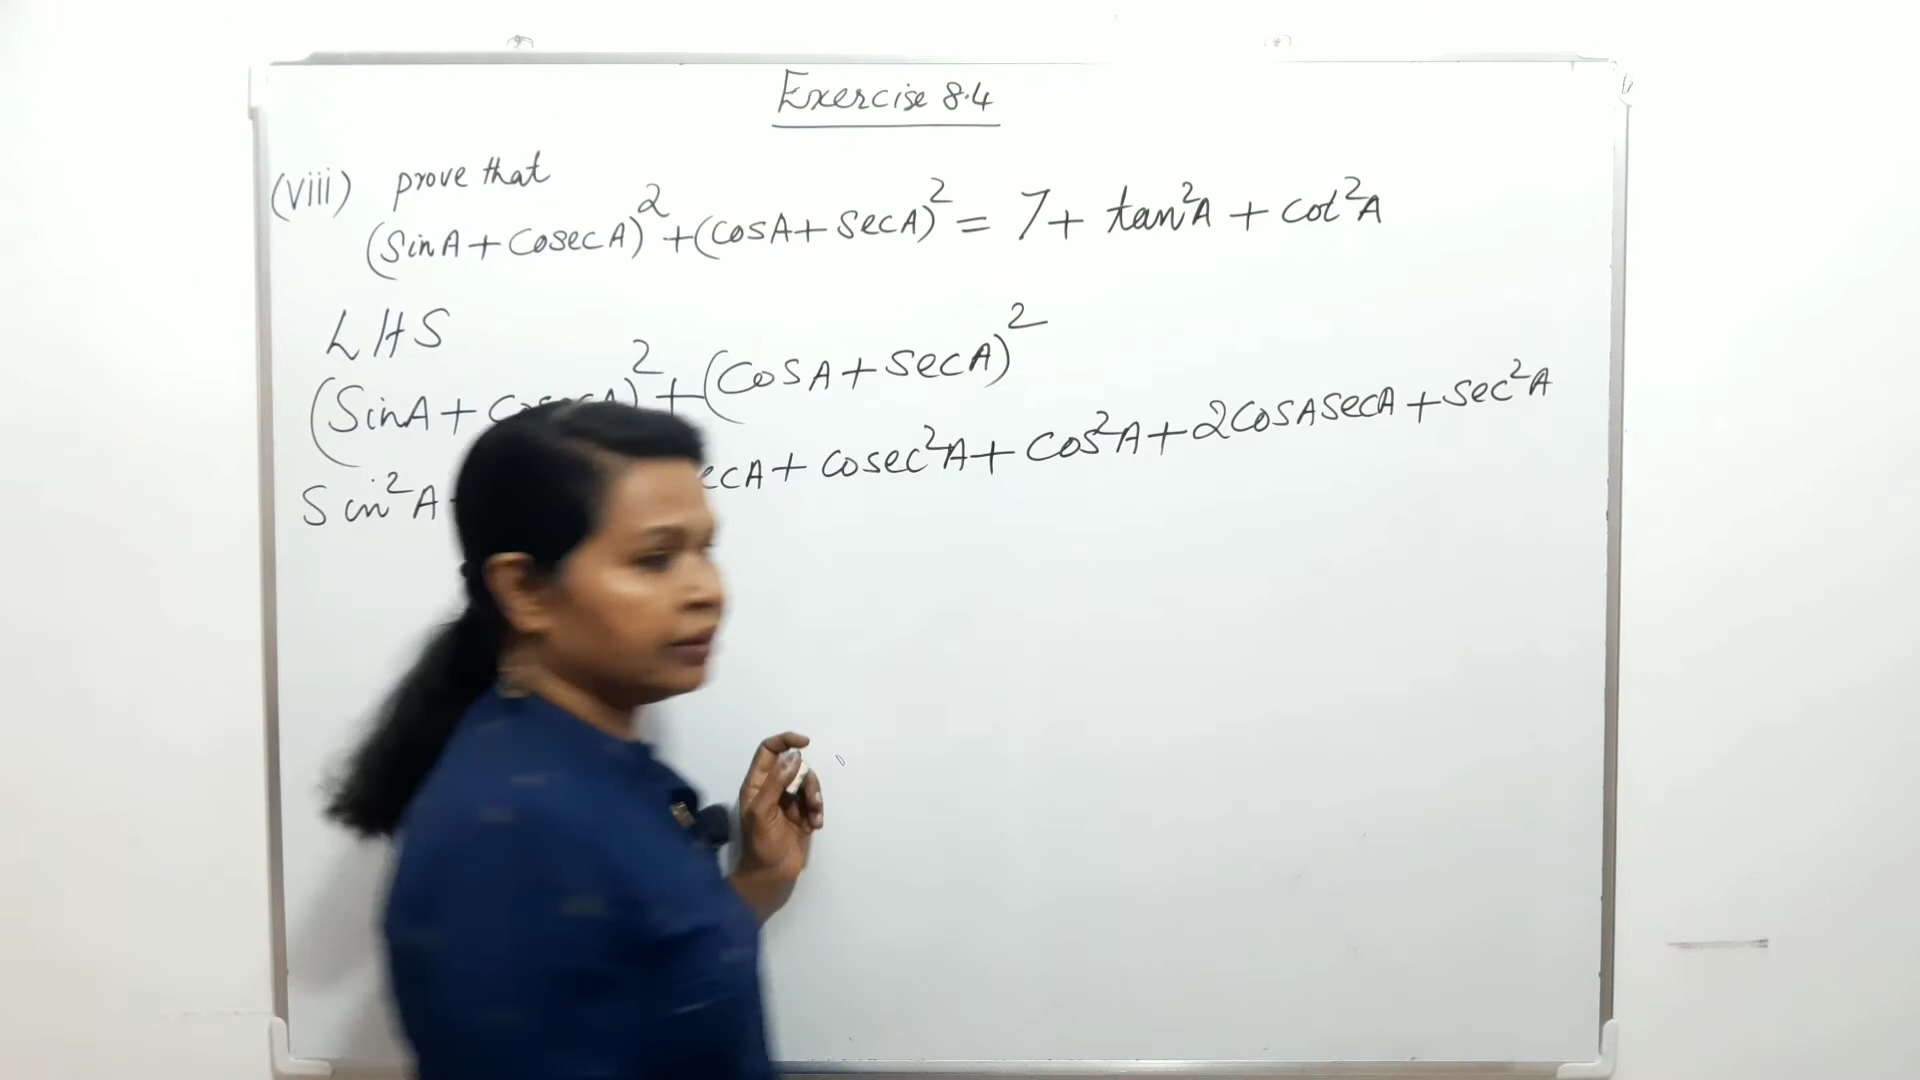 Exercise 8.4
(viii) prove that
(sinA + cosecA)² + (cosA + secA)² = 7 + tan²A + cot²A
LHS
(SinA + )² + (cosA + secA)²
Sin²A + cosec²A + cos²A + 2cosAsecA + sec²A